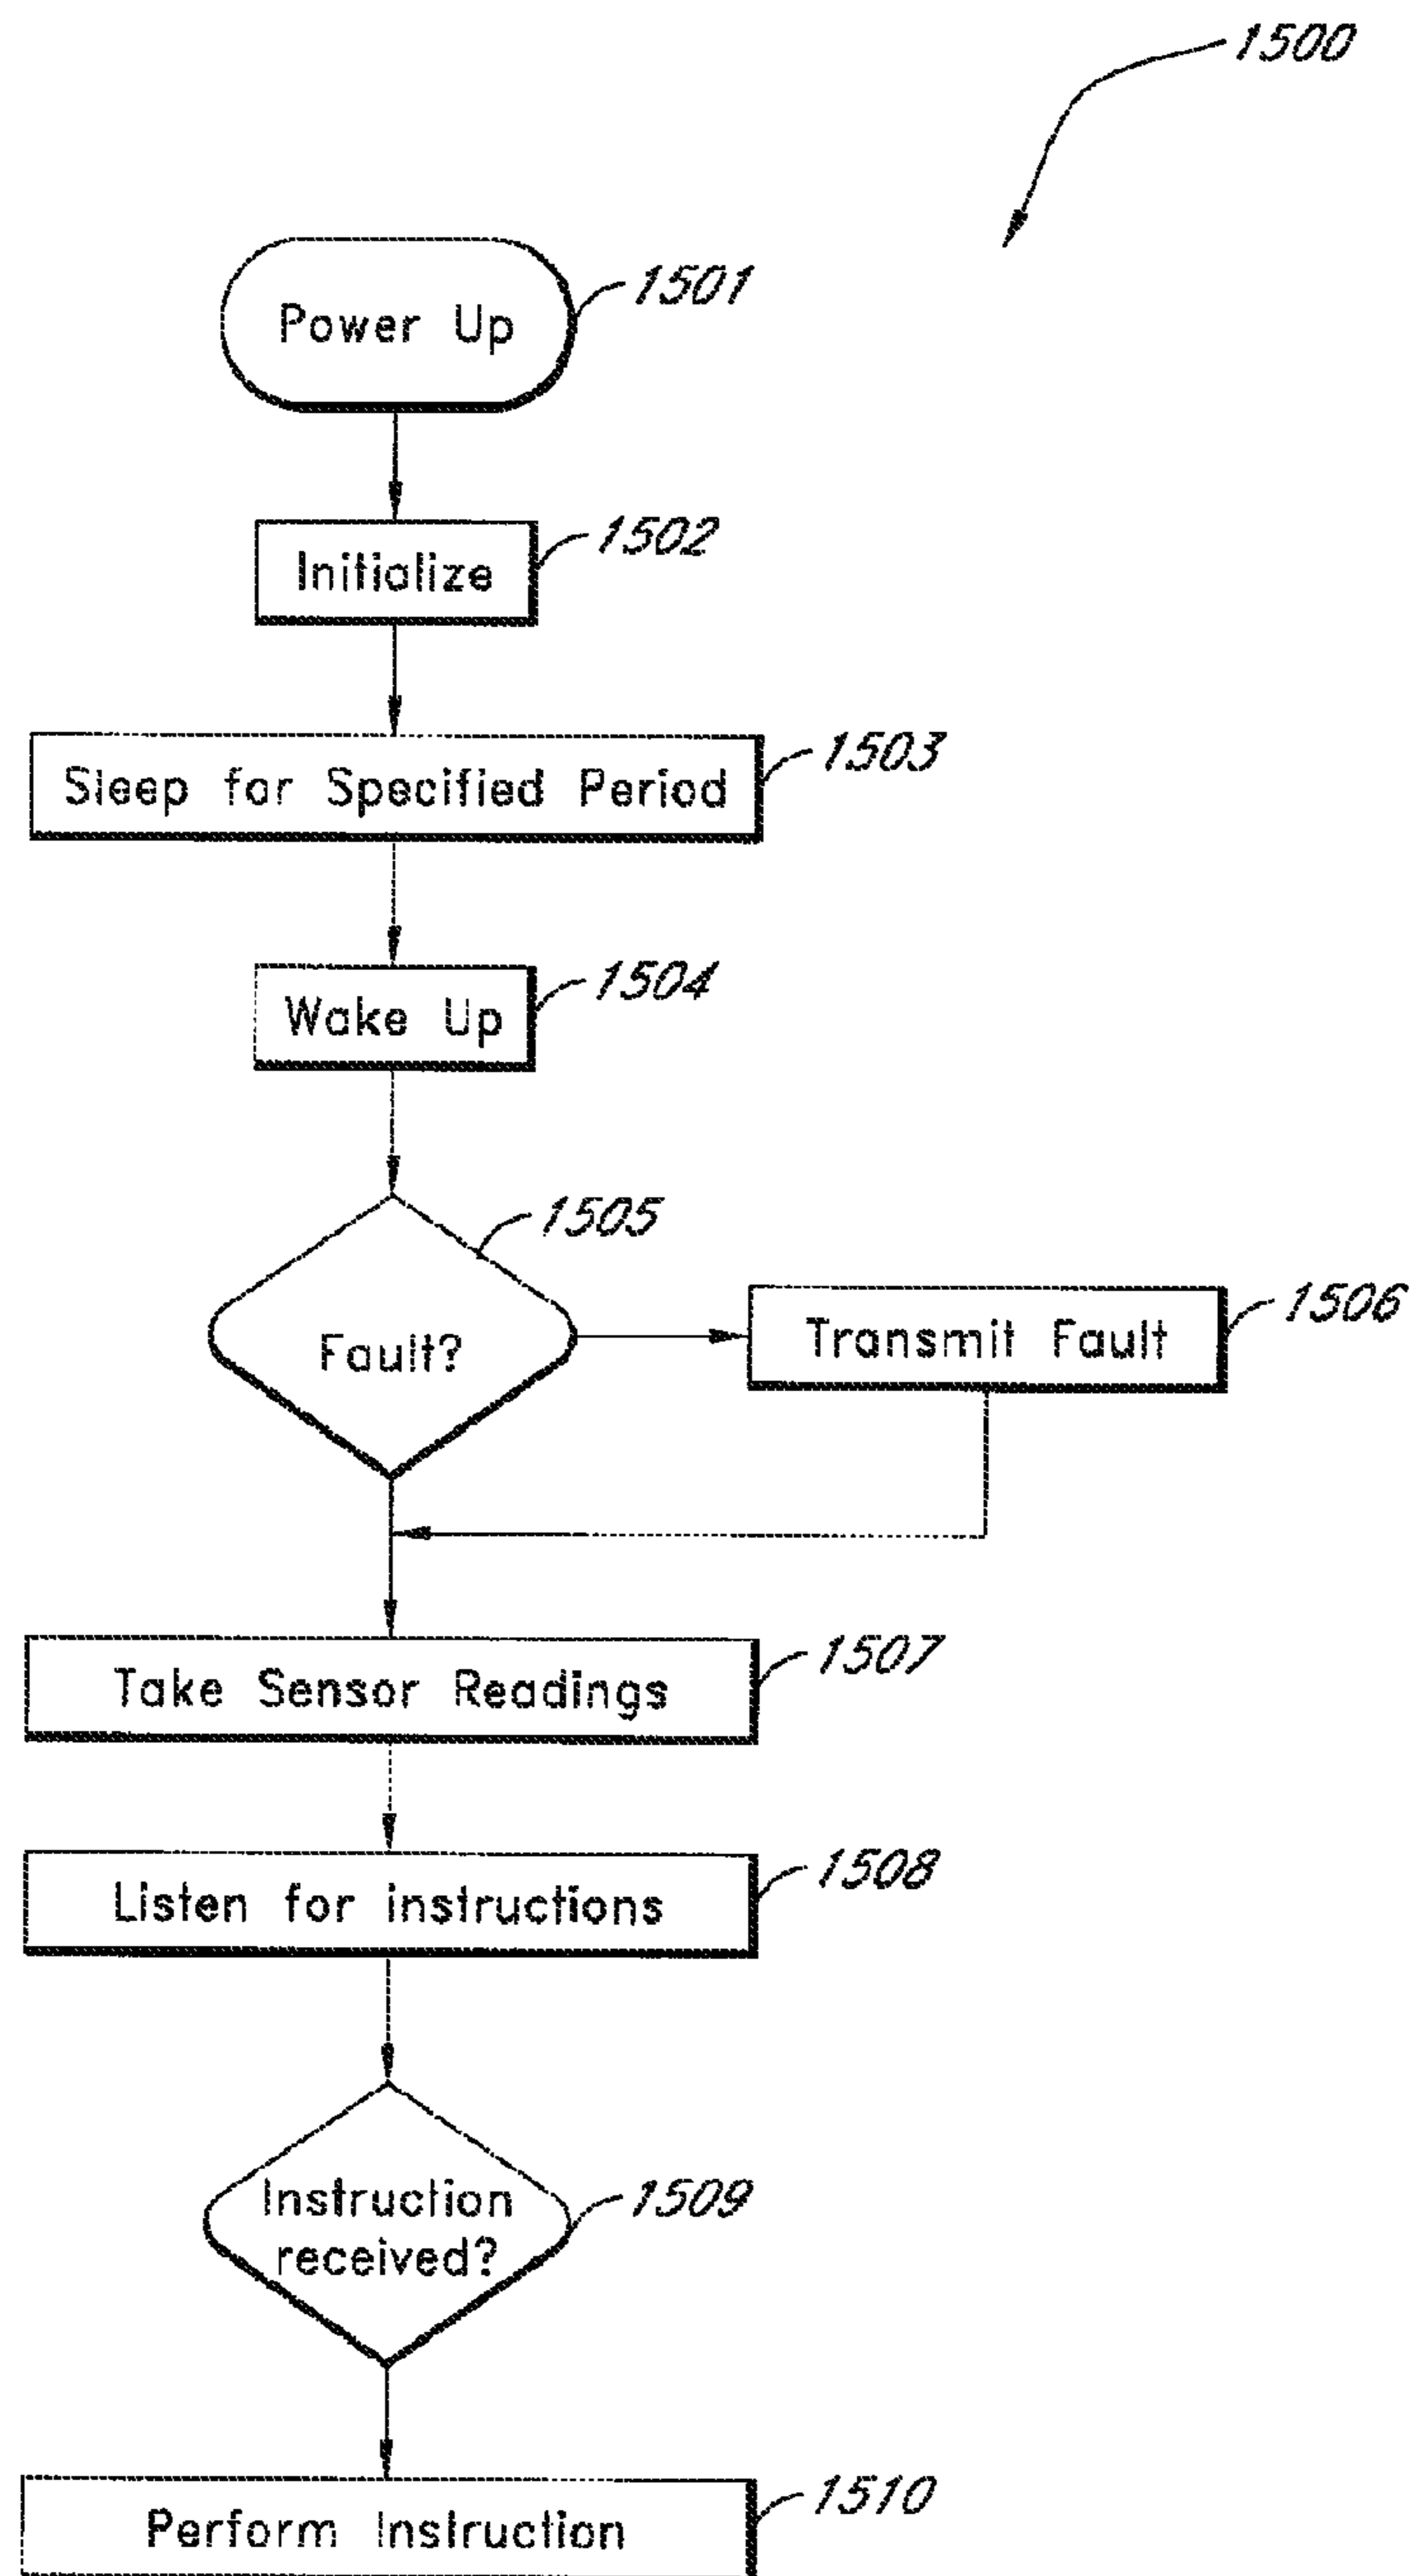 1500
Power Up
1501
Initialize
1502
Sleep for Specified Period
1503
Wake Up
1504
1505
Fault?
Transmit Fault
1506
Take Sensor Readings
1507
Listen for instructions
1508
Instruction
received?
1509
Perform Instruction
1510